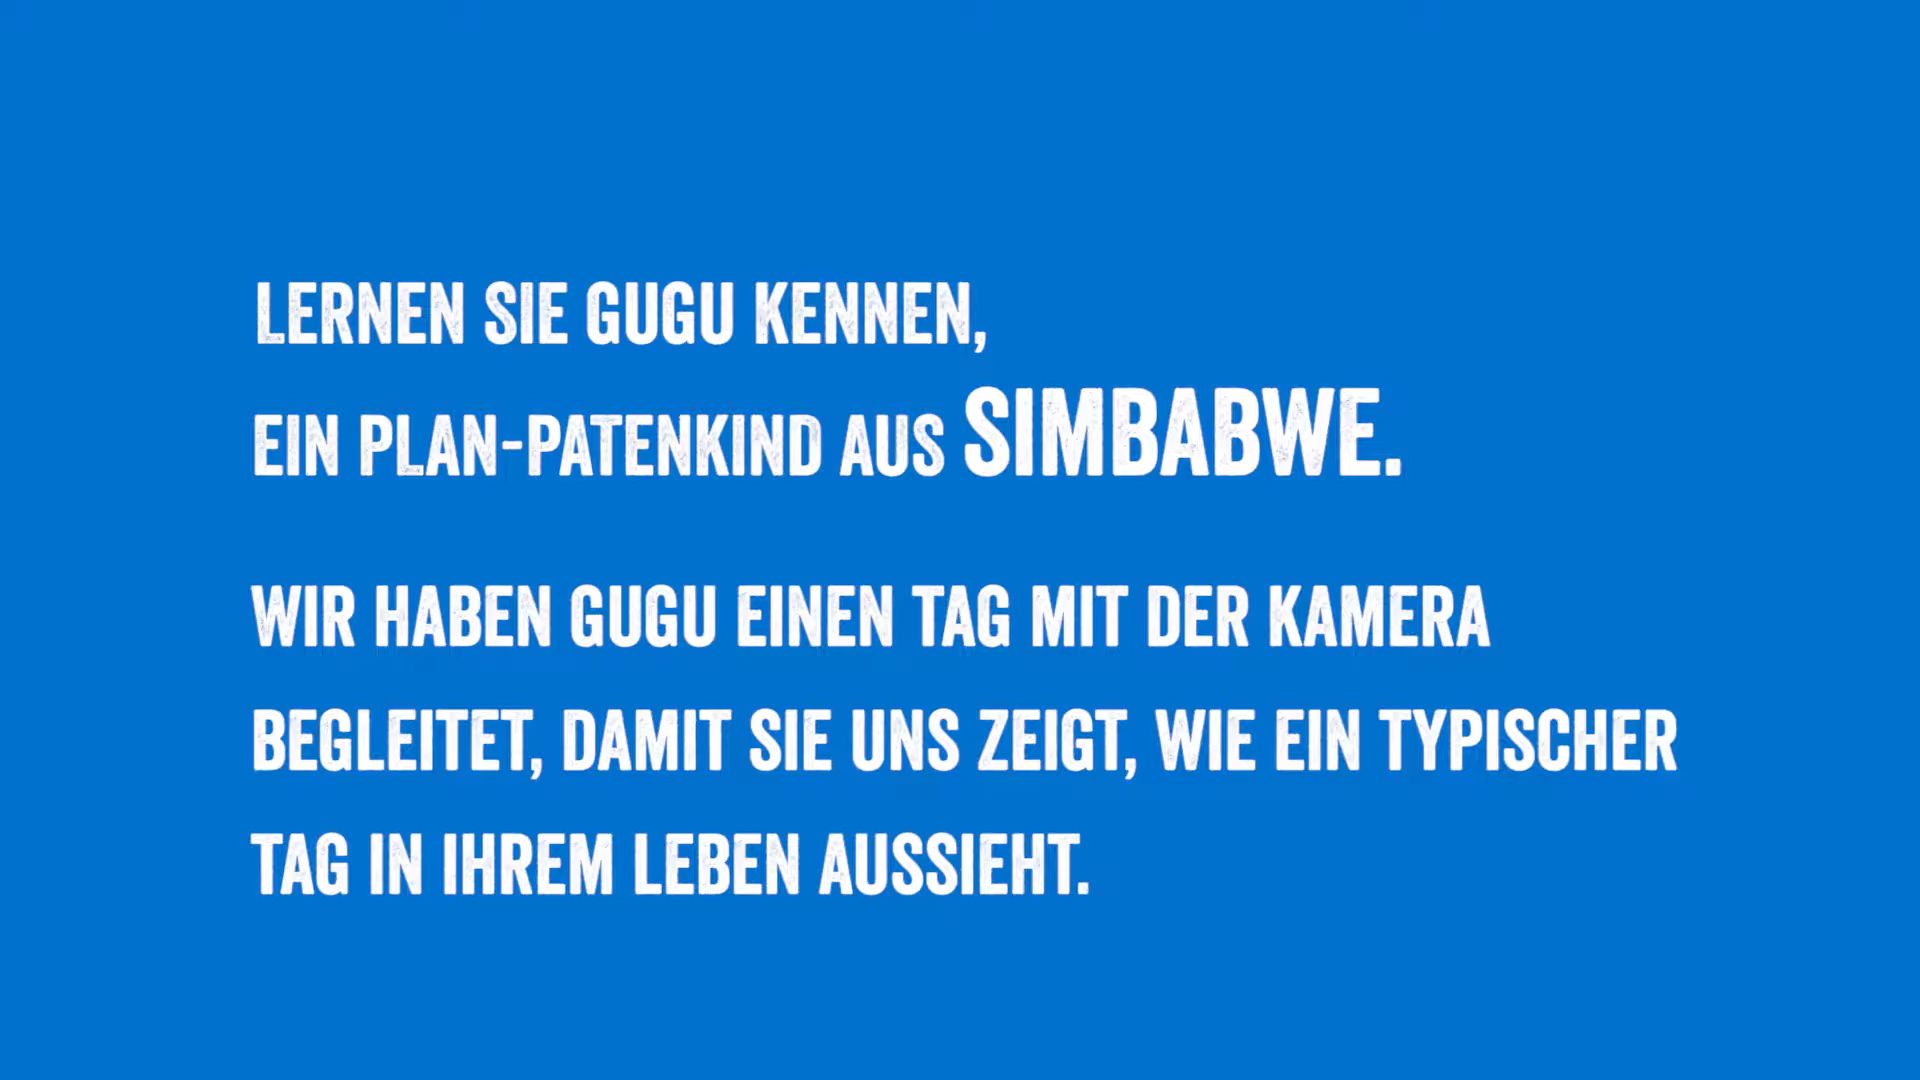 LERNEN SIE GUGU KENNEN,
EIN PLAN-PATENKIND AUS SIMBABWE.
WIR HABEN GUGU EINEN TAG MIT DER KAMERA
BEGLEITET, DAMIT SIE UNS ZEIGT, WIE EIN TYPISCHER
TAG IN IHREM LEBEN AUSSIEHT.